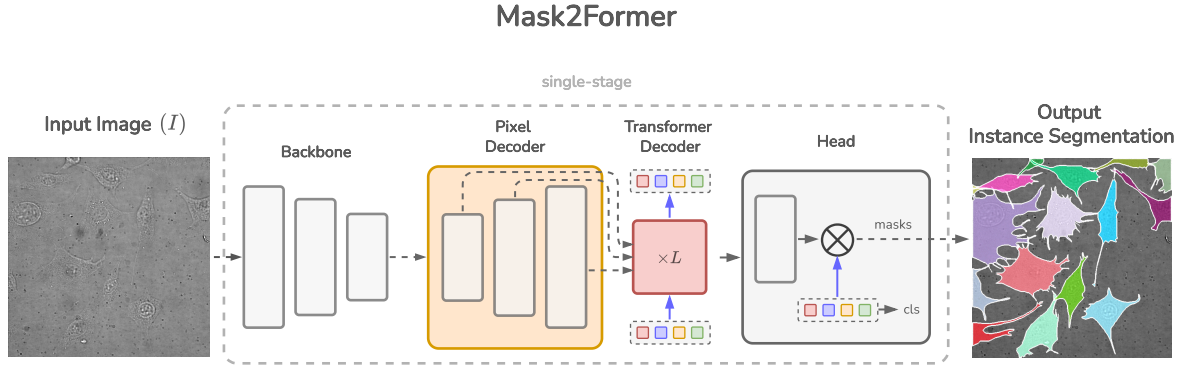 Mask2Former
single-stage
Input Image (I)
Backbone
Pixel
Decoder
Transformer
Decoder
Head
Output
Instance Segmentation
×L
masks
cls